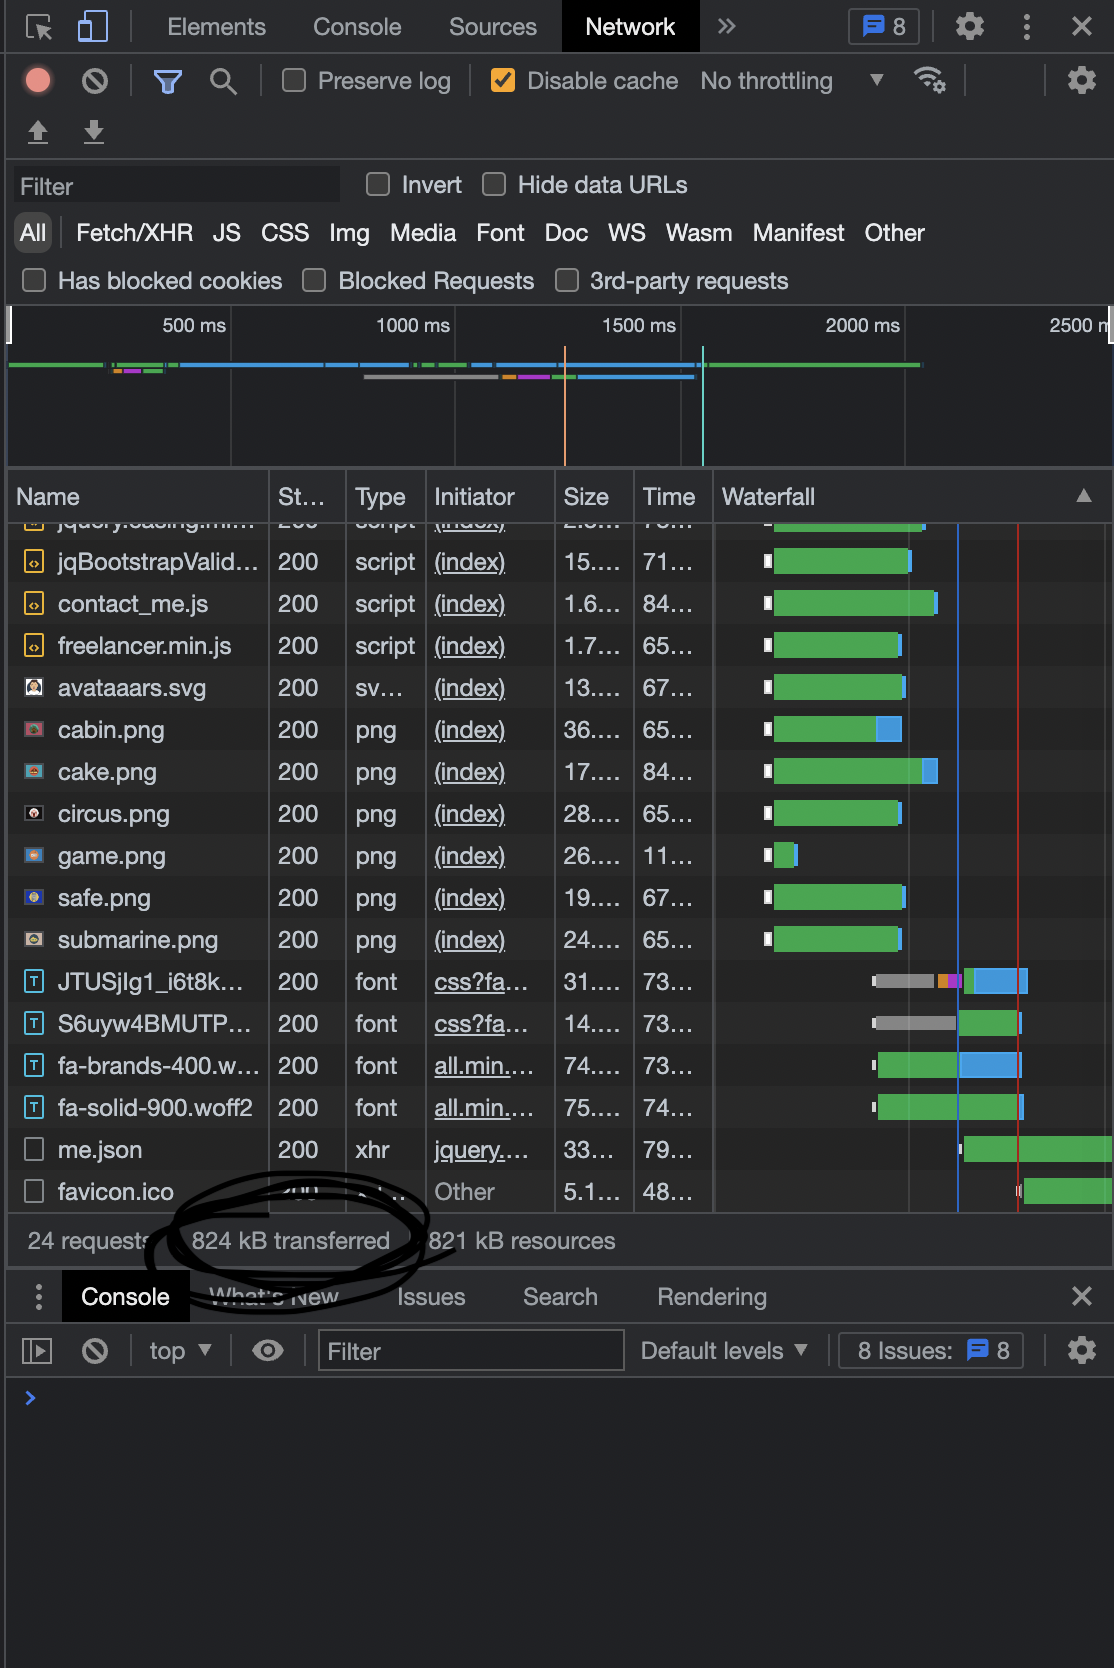 Elements Console Sources Network » 8
Preserve log Disable cache No throttling
Filter Invert Hide data URLs
All Fetch/XHR JS CSS Img Media Font Doc WS Wasm Manifest Other
Has blocked cookies Blocked Requests 3rd-party requests
500 ms 1000 ms 1500 ms 2000 ms 2500 m
Name St... Type Initiator Size Time Waterfall
jquery.easing.mi... 200 script (index)
jqBootstrapValid... 200 script (index) 15.... 71...
contact_me.js 200 script (index) 1.6... 84...
freelancer.min.js 200 script (index) 1.7... 65...
avataaars.svg 200 sv... (index) 13.... 67...
cabin.png 200 png (index) 36.... 65...
cake.png 200 png (index) 17.... 84...
circus.png 200 png (index) 28.... 65...
game.png 200 png (index) 26.... 11...
safe.png 200 png (index) 19.... 67...
submarine.png 200 png (index) 24.... 65...
JTUSjIg1_i6t8k... 200 font css?fa... 31.... 73...
S6uyw4BMUTP... 200 font css?fa... 14.... 73...
fa-brands-400.w... 200 font all.min.... 74.... 73...
fa-solid-900.woff2 200 font all.min.... 75.... 74...
me.json 200 xhr jquery.... 33... 79...
favicon.ico 200 Other 5.1... 48...
24 requests 824 kB transferred 821 kB resources
Console What's New Issues Search Rendering
top Filter Default levels 8 Issues: 8